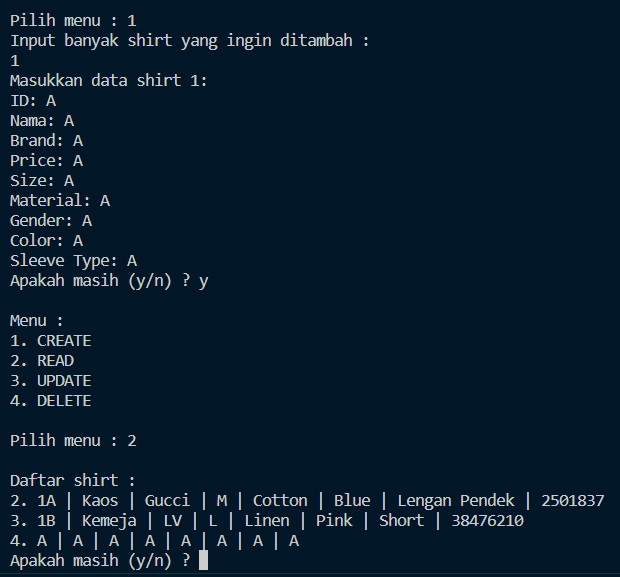 Pilih menu : 1
Input banyak shirt yang ingin ditambah :
1
Masukkan data shirt 1:
ID: A
Nama: A
Brand: A
Price: A
Size: A
Material: A
Gender: A
Color: A
Sleeve Type: A
Apakah masih (y/n) ? y
Menu :
1. CREATE
2. READ
3. UPDATE
4. DELETE
Pilih menu : 2
Daftar shirt :
2. 1A | Kaos | Gucci | M | Cotton | Blue | Lengan Pendek | 2501837
3. 1B | Kemeja | LV | L | Linen | Pink | Short | 38476210
4. A | A | A | A | A | A | A | A
Apakah masih (y/n) ?